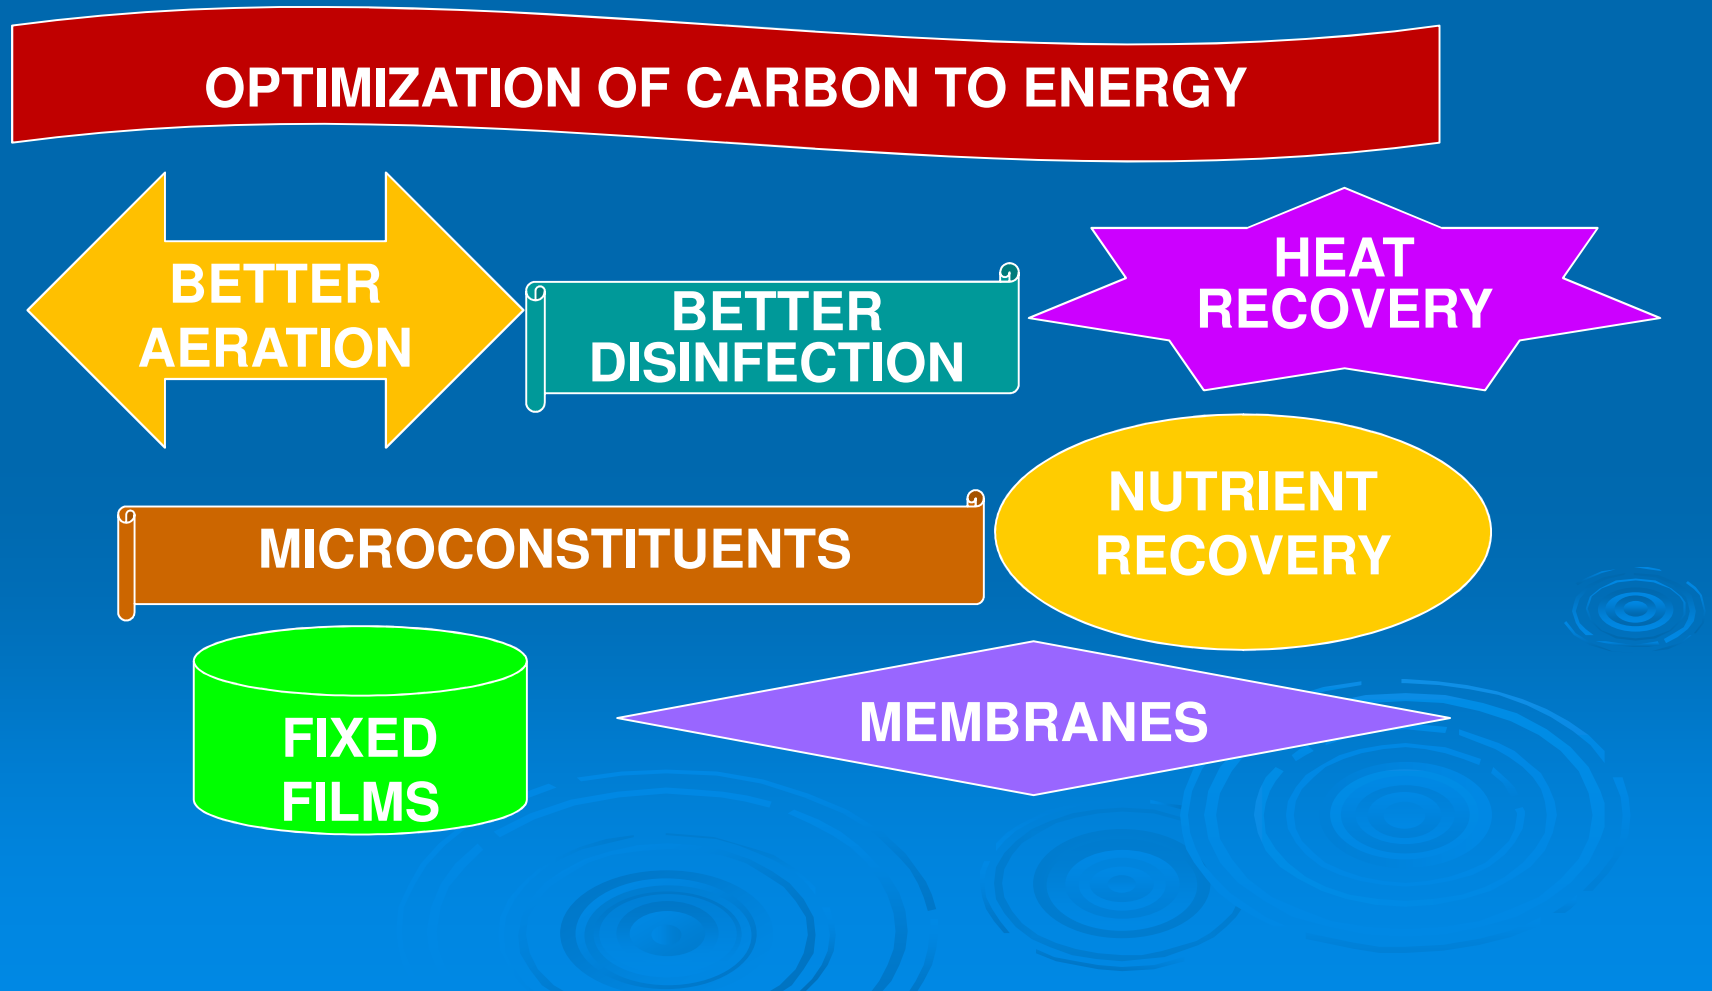 OPTIMIZATION OF CARBON TO ENERGY
BETTER
AERATION
BETTER
DISINFECTION
HEAT
RECOVERY
MICROCONSTITUENTS
NUTRIENT
RECOVERY
FIXED
FILMS
MEMBRANES